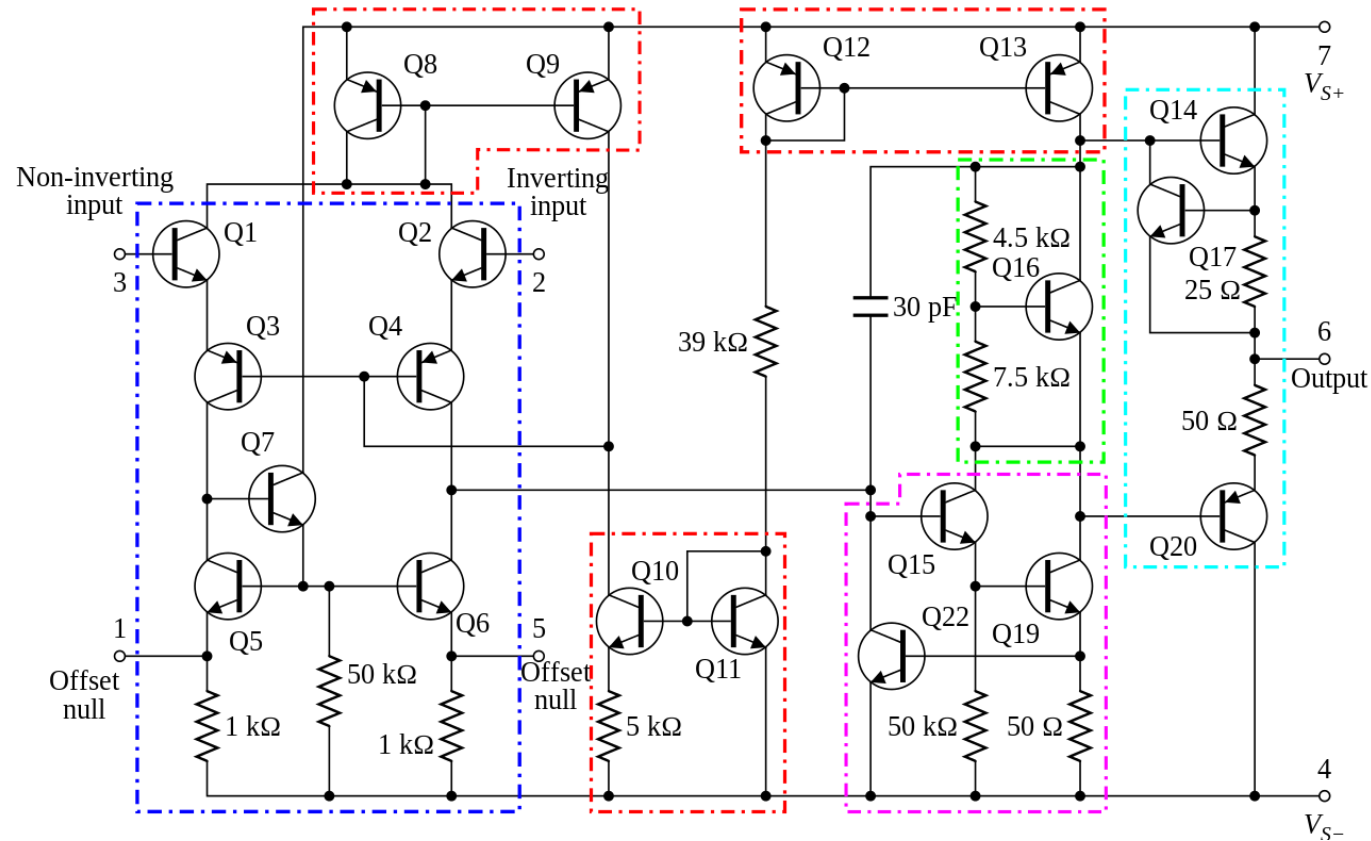 Q8
Q9
Q12
Q13
7
V_S+
Q14
Non-inverting
input
Inverting
input
Q1
Q2
3
2
4.5 kΩ
Q16
Q17
25 Ω
30 pF
Q3
Q4
39 kΩ
6
Output
7.5 kΩ
50 Ω
Q7
Q20
Q10
Q15
Q5
Q6
1
5
Q11
Q22
Q19
Offset
null
Offset
null
50 kΩ
1 kΩ
1 kΩ
5 kΩ
50 kΩ
50 Ω
4
V_S−